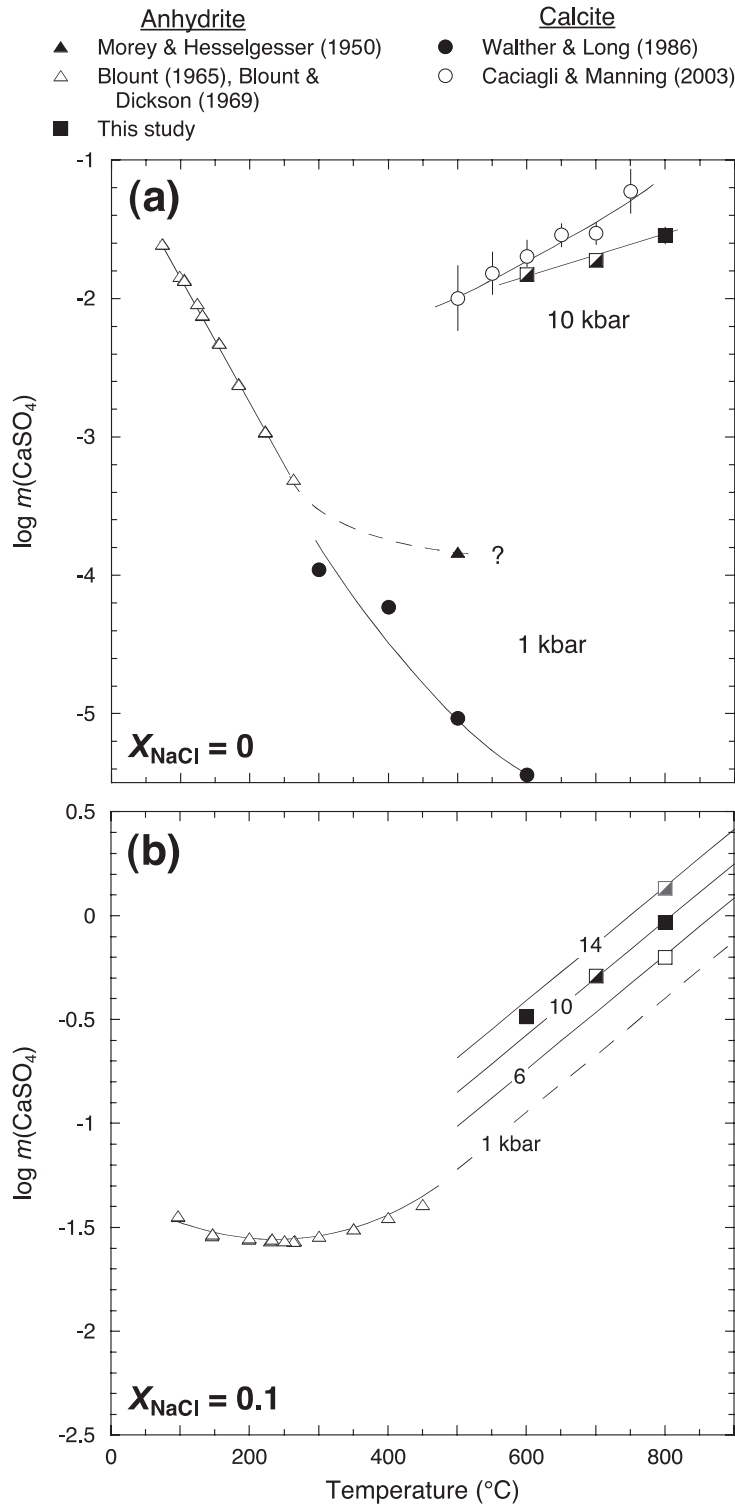 Anhydrite
Calcite
Morey & Hesselgesser (1950)
Walther & Long (1986)
Blount (1965), Blount &
Dickson (1969)
Caciagli & Manning (2003)
This study
-1
(a)
10 kbar
-2
-3
log m(CaSO4)
?
-4
1 kbar
-5
XNaCl = 0
0.5
(b)
14
0
10
-0.5
6
log m(CaSO4)
-1
1 kbar
-1.5
-2
XNaCl = 0.1
-2.5
0 200 400 600 800
Temperature (°C)